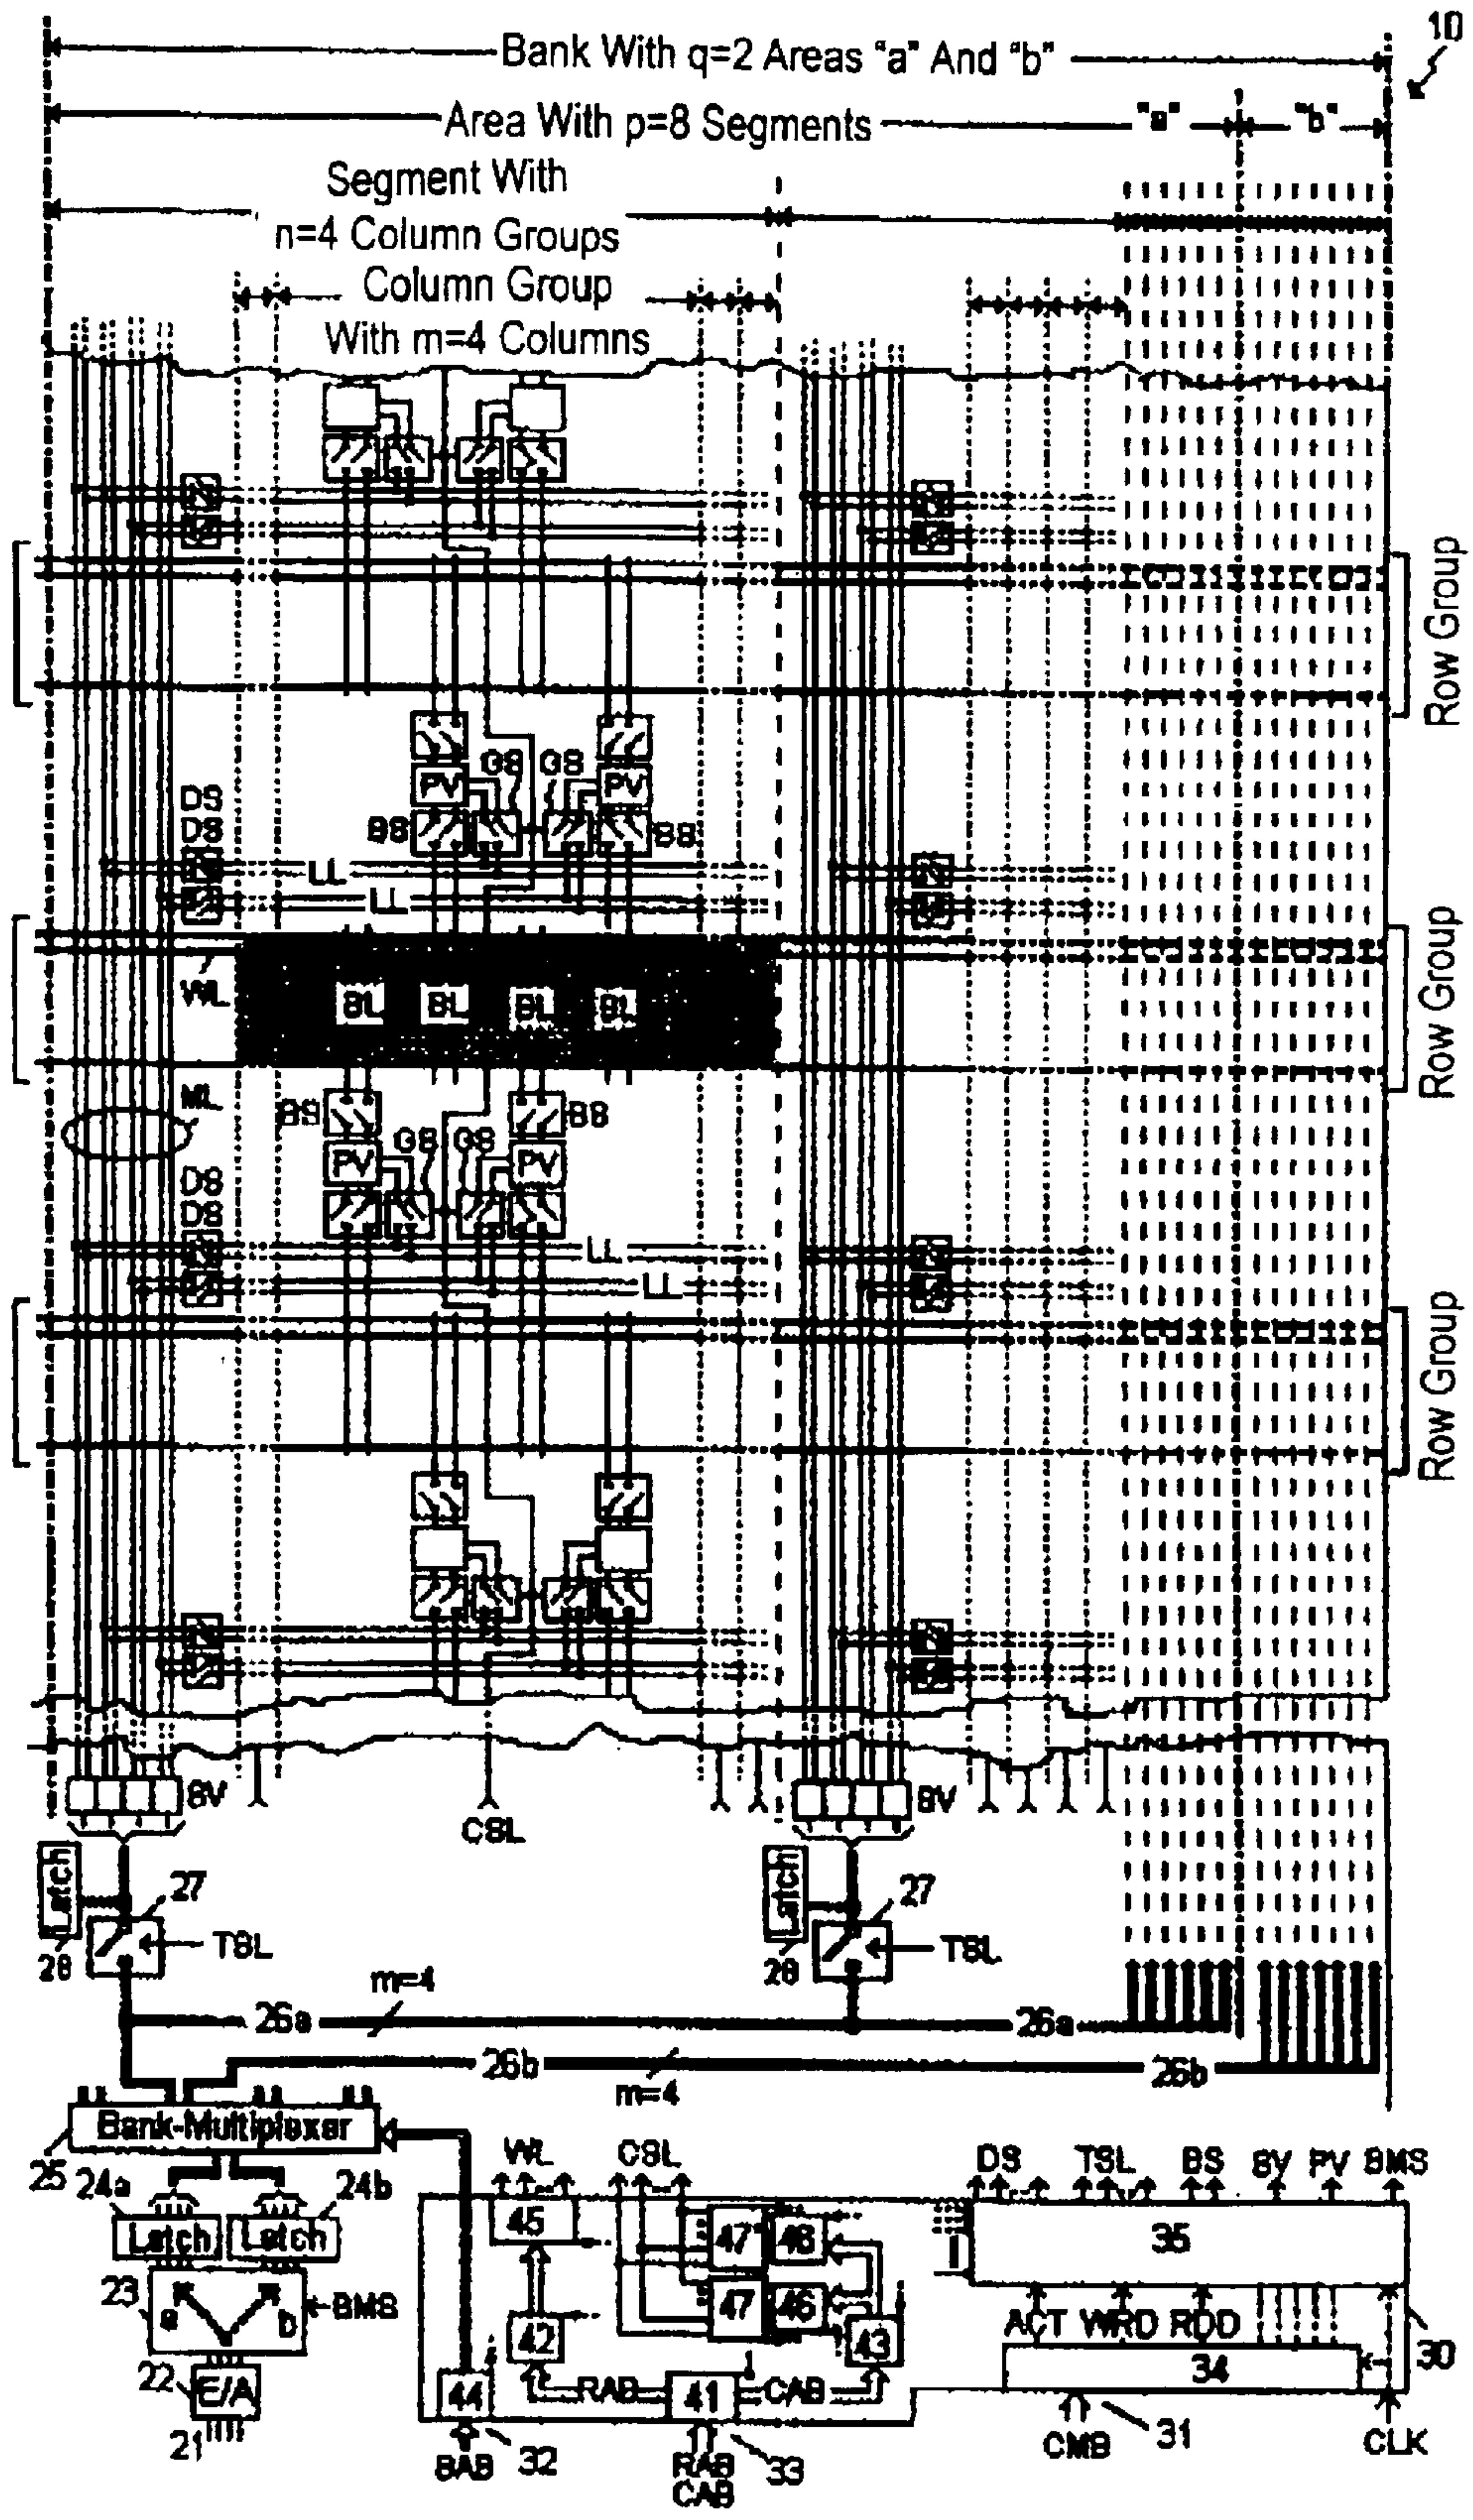 10
Bank With q=2 Areas "a" And "b"
Area With p=8 Segments
"a"
"b"
Segment With
n=4 Column Groups
Column Group
With m=4 Columns
Row Group
GS GS
DS
PV PV
DS
BS BS
LL
LL
Row Group
WL
BL BL BL BL
ML
BS BS
GS GS
PV PV
DS
DS
LL
LL
Row Group
SV
SV
CSL
Latch
Latch
27
27
TSL
TSL
28
28
m=4
26a
26a
26b
26b
m=4
Bank-Multiplexer
25
24a
24b
Latch
Latch
23
a
b
BMS
22
E/A
21
WL
CSL
DS
TSL
BS
SV
PV
BMS
45
47'
46
35
47
46
42
43
ACT WRD RDD
30
34
44
RAB
41
CAB
32
BAB
RAB
CAB
33
CMB
31
CLK